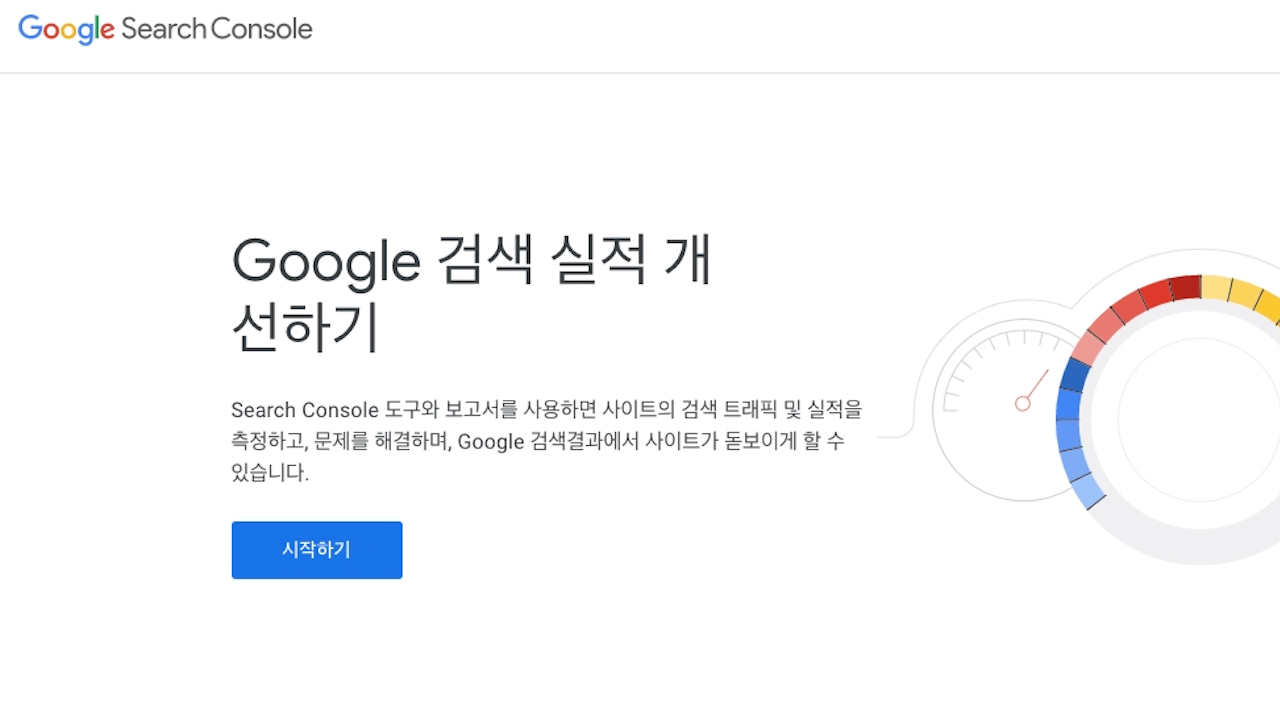 Google Search Console
Google 검색 실적 개
선하기
Search Console 도구와 보고서를 사용하면 사이트의 검색 트래픽 및 실적을
측정하고, 문제를 해결하며, Google 검색결과에서 사이트가 돋보이게 할 수
있습니다.
시작하기